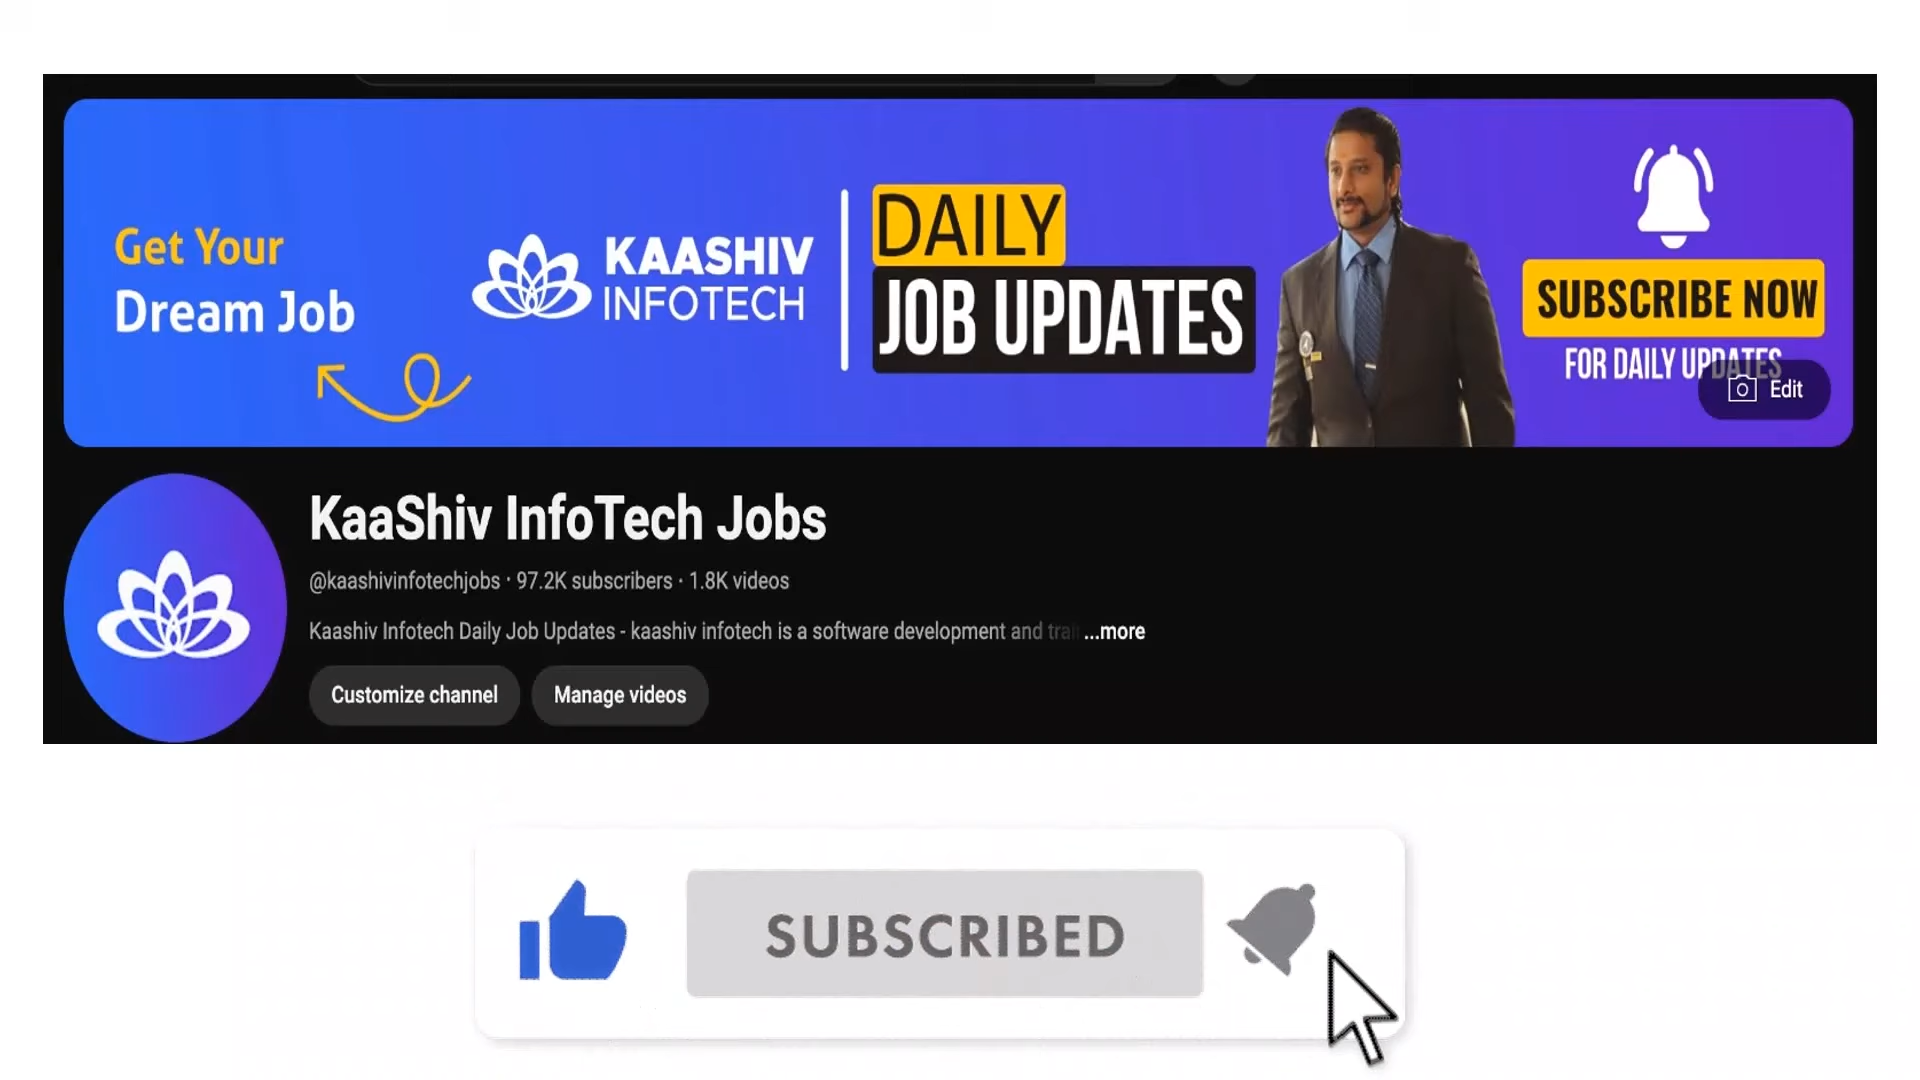 Get Your
Dream Job
KAASHIV
INFOTECH
DAILY
JOB UPDATES
SUBSCRIBE NOW
FOR DAILY UPDATES
Edit
KaaShiv InfoTech Jobs
@kaashivinfotechjobs · 97.2K subscribers · 1.8K videos
Kaashiv Infotech Daily Job Updates - kaashiv infotech is a software development and trai ...more
Customize channel
Manage videos
SUBSCRIBED